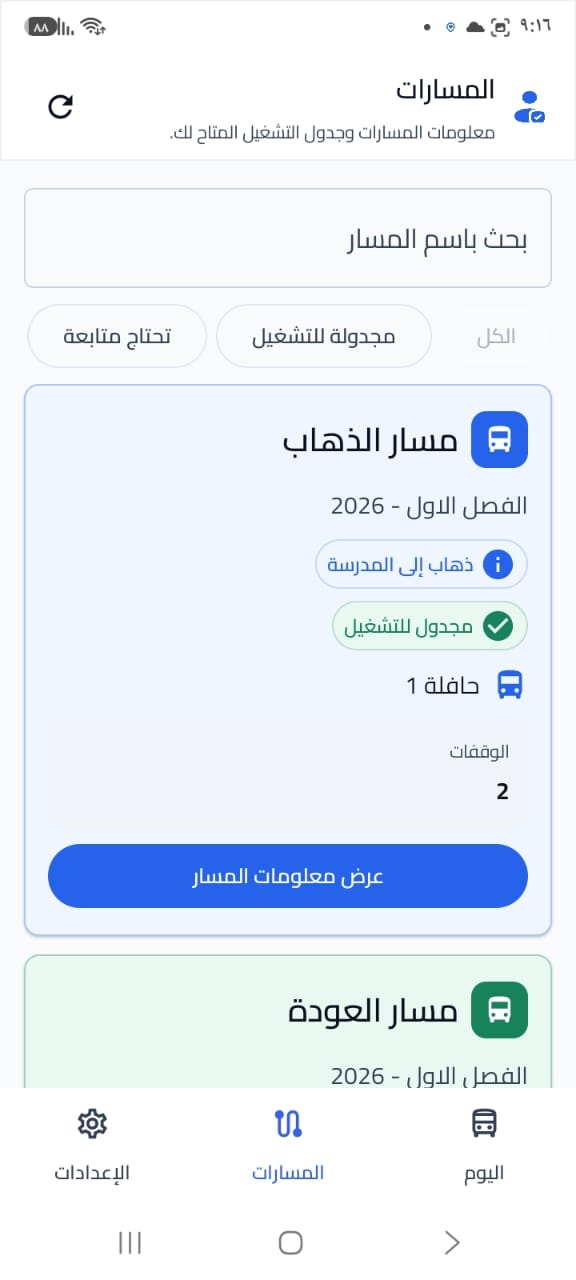 ٩:١٦
٨٨
المسارات
معلومات المسارات وجدول التشغيل المتاح لك.
بحث باسم المسار
الكل
مجدولة للتشغيل
تحتاج متابعة
مسار الذهاب
الفصل الاول - 2026
ذهاب إلى المدرسة
مجدول للتشغيل
حافلة 1
الوقفات
2
عرض معلومات المسار
مسار العودة
الفصل الاول - 2026
اليوم
المسارات
الإعدادات